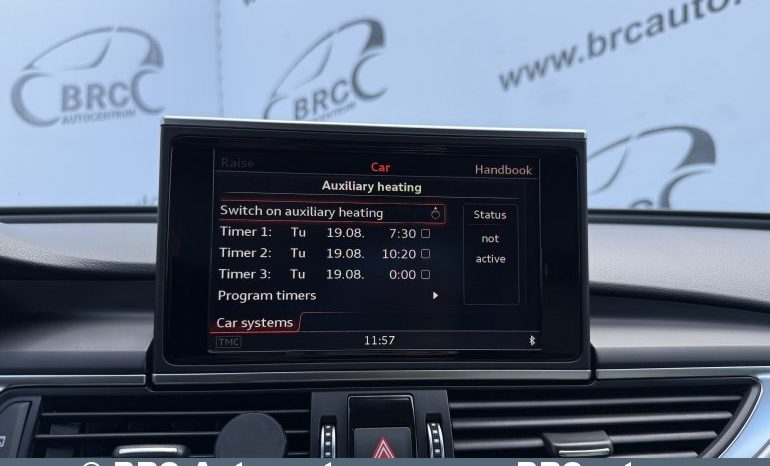 www.brcauto.
BRC
AUTOCENTRUM
BRC
AUTOCENTRUM
Raise
Car
Handbook
Auxiliary heating
Switch on auxiliary heating
Status
not
active
Timer 1: Tu 19.08. 7:30
Timer 2: Tu 19.08. 10:20
Timer 3: Tu 19.08. 0:00
Program timers
Car systems
TMC
11:57